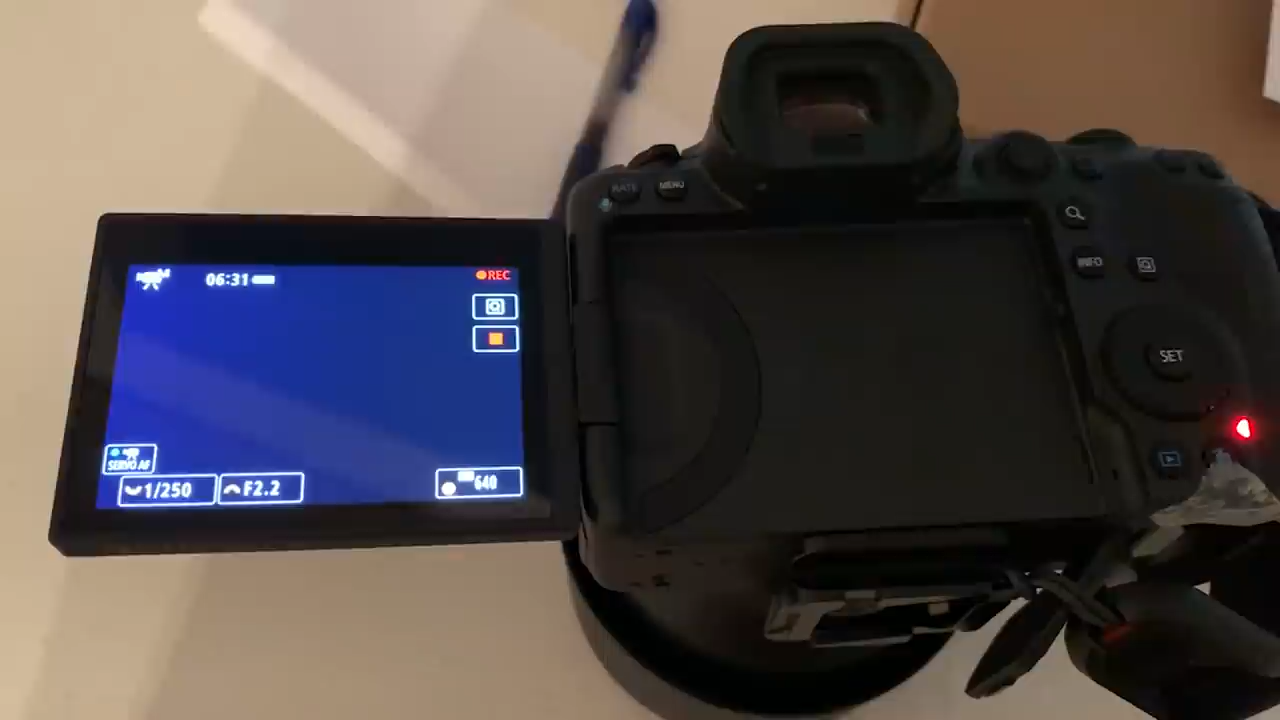 06:31
REC
SERVO AF
1/250
F2.2
640
RATE
MENU
INFO
SET